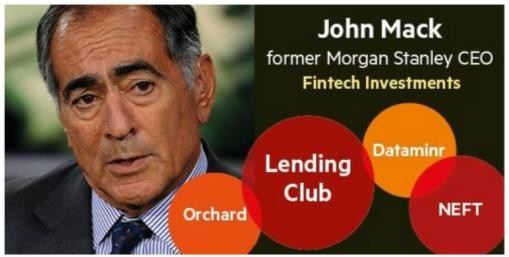 John Mack
former Morgan Stanley CEO
Fintech Investments
Lending
Club
Dataminr
Orchard
NEFT